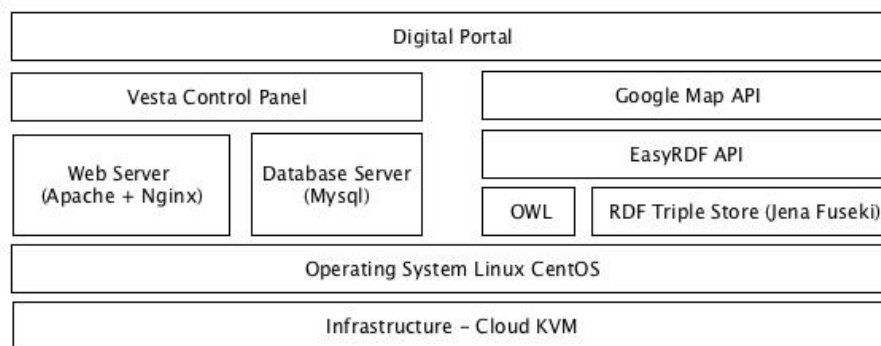 Digital Portal
Vesta Control Panel
Google Map API
Web Server
(Apache + Nginx)
Database Server
(Mysql)
EasyRDF API
OWL
RDF Triple Store (Jena Fuseki)
Operating System Linux CentOS
Infrastructure – Cloud KVM